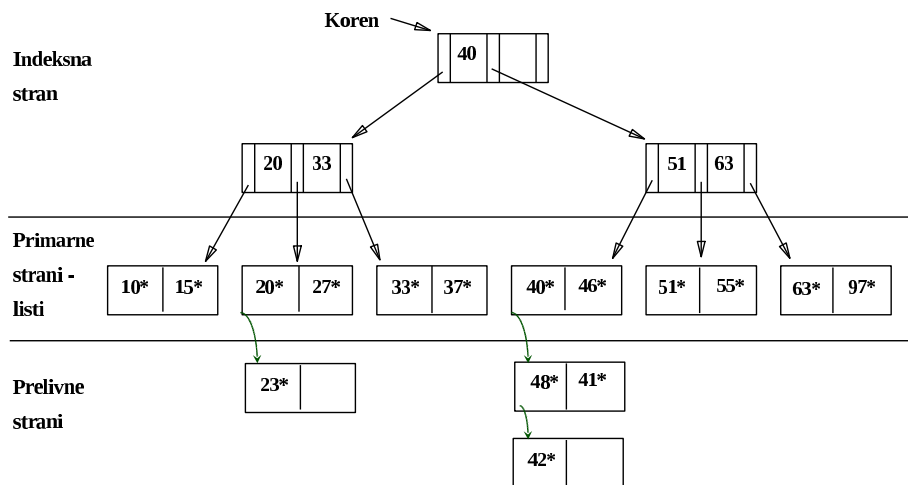 Koren
Indeksna
stran
40
20 33
51 63
Primarne
strani -
listi
10* 15*
20* 27*
33* 37*
40* 46*
51* 55*
63* 97*
Prelivne
strani
23*
48* 41*
42*